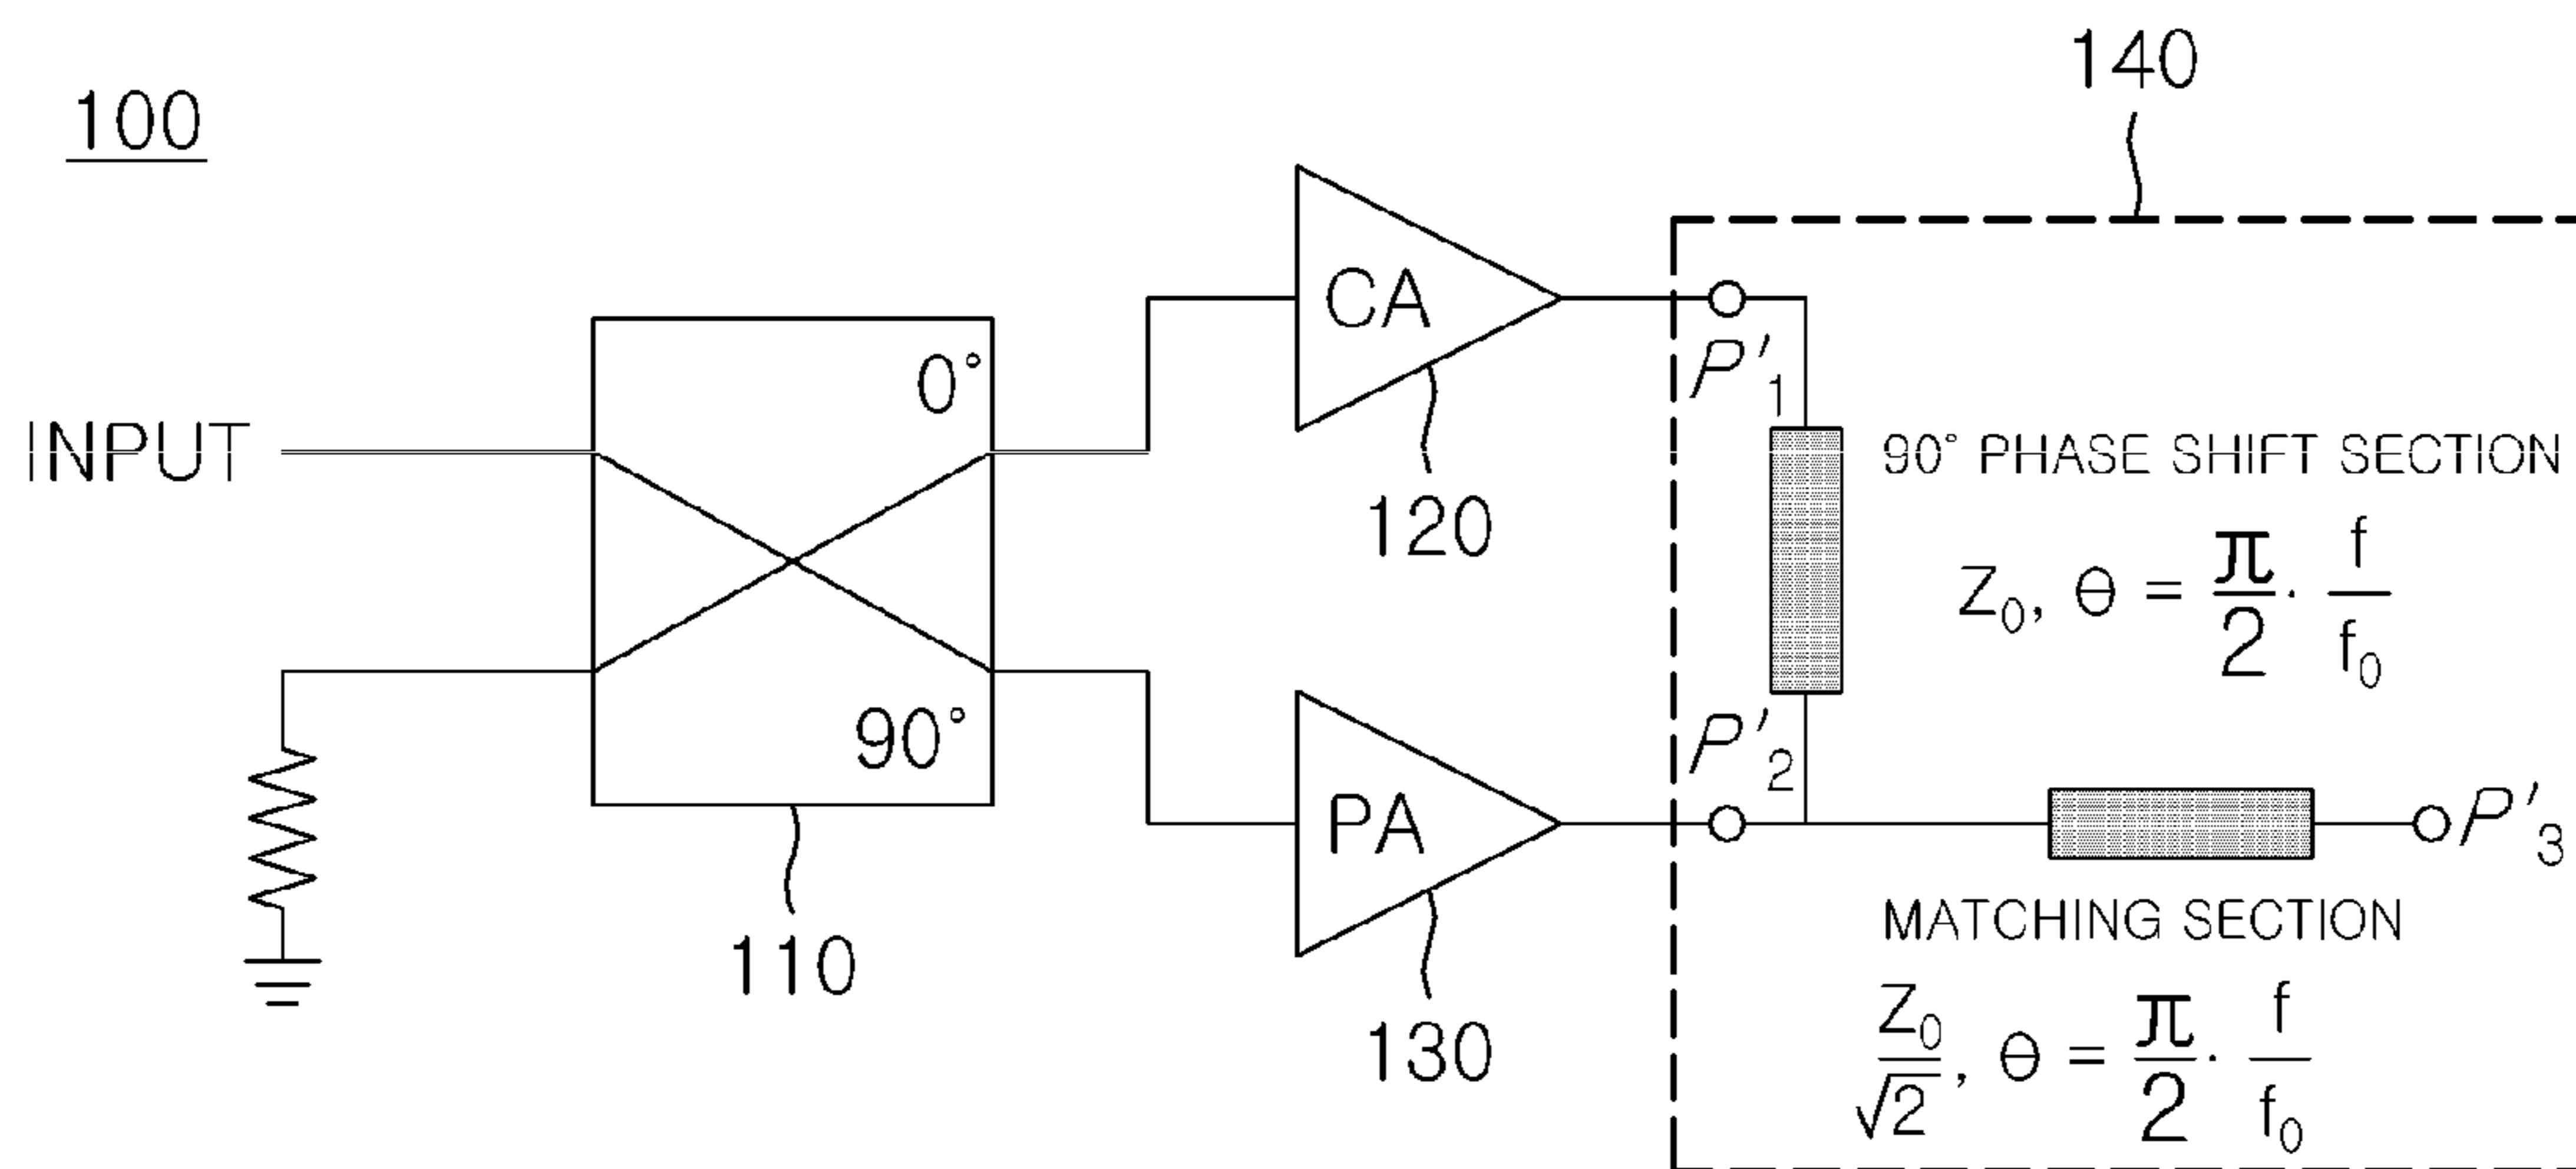 100
140
INPUT
0°
90°
110
CA
120
PA
130
P'1
P'2
90° PHASE SHIFT SECTION
Z0, θ = π/2 · f/f0
P'3
MATCHING SECTION
Z0/√2, θ = π/2 · f/f0